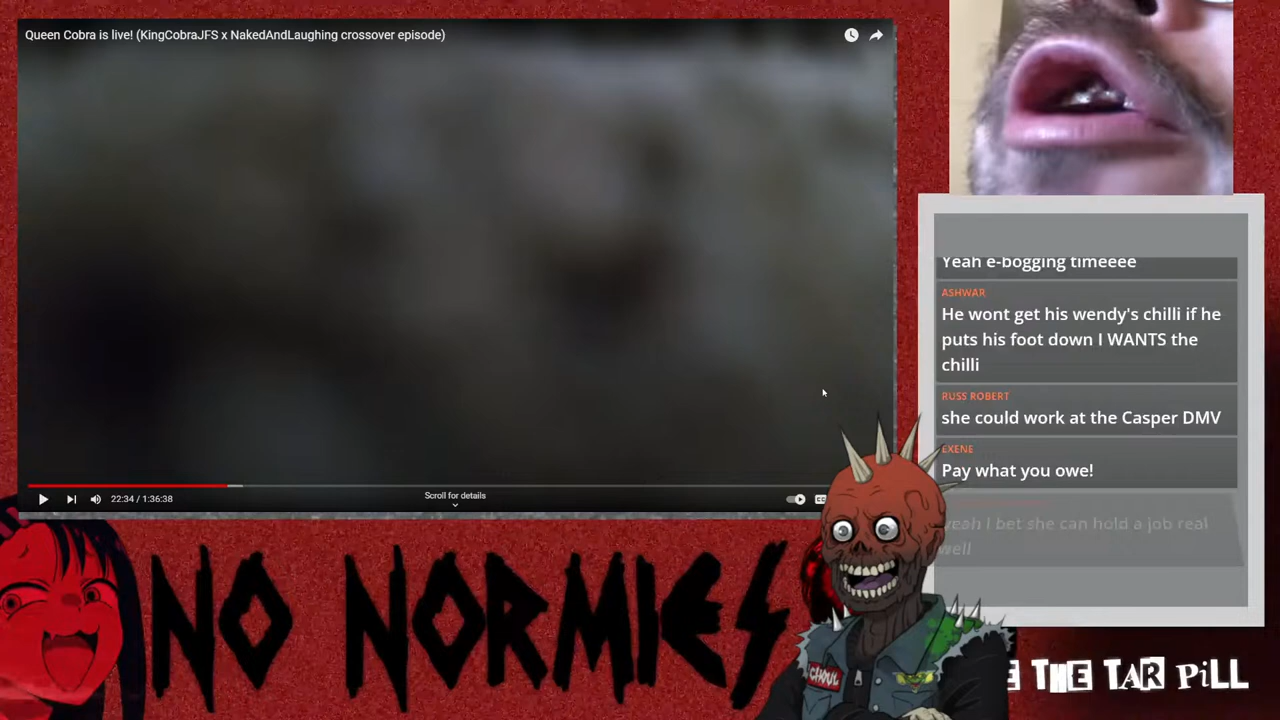 Queen Cobra is live! (KingCobraJFS x NakedAndLaughing crossover episode)
Yeah e-bogging timeeee
ASHWAR
He wont get his wendy's chilli if he
puts his foot down I WANTS the
chilli
RUSS ROBERT
she could work at the Casper DMV
EXENE
Pay what you owe!
yeah I bet she can hold a job real
well
22:34 / 1:36:38
Scroll for details
NO NORMIES
GHOUL
THE TAR PILL